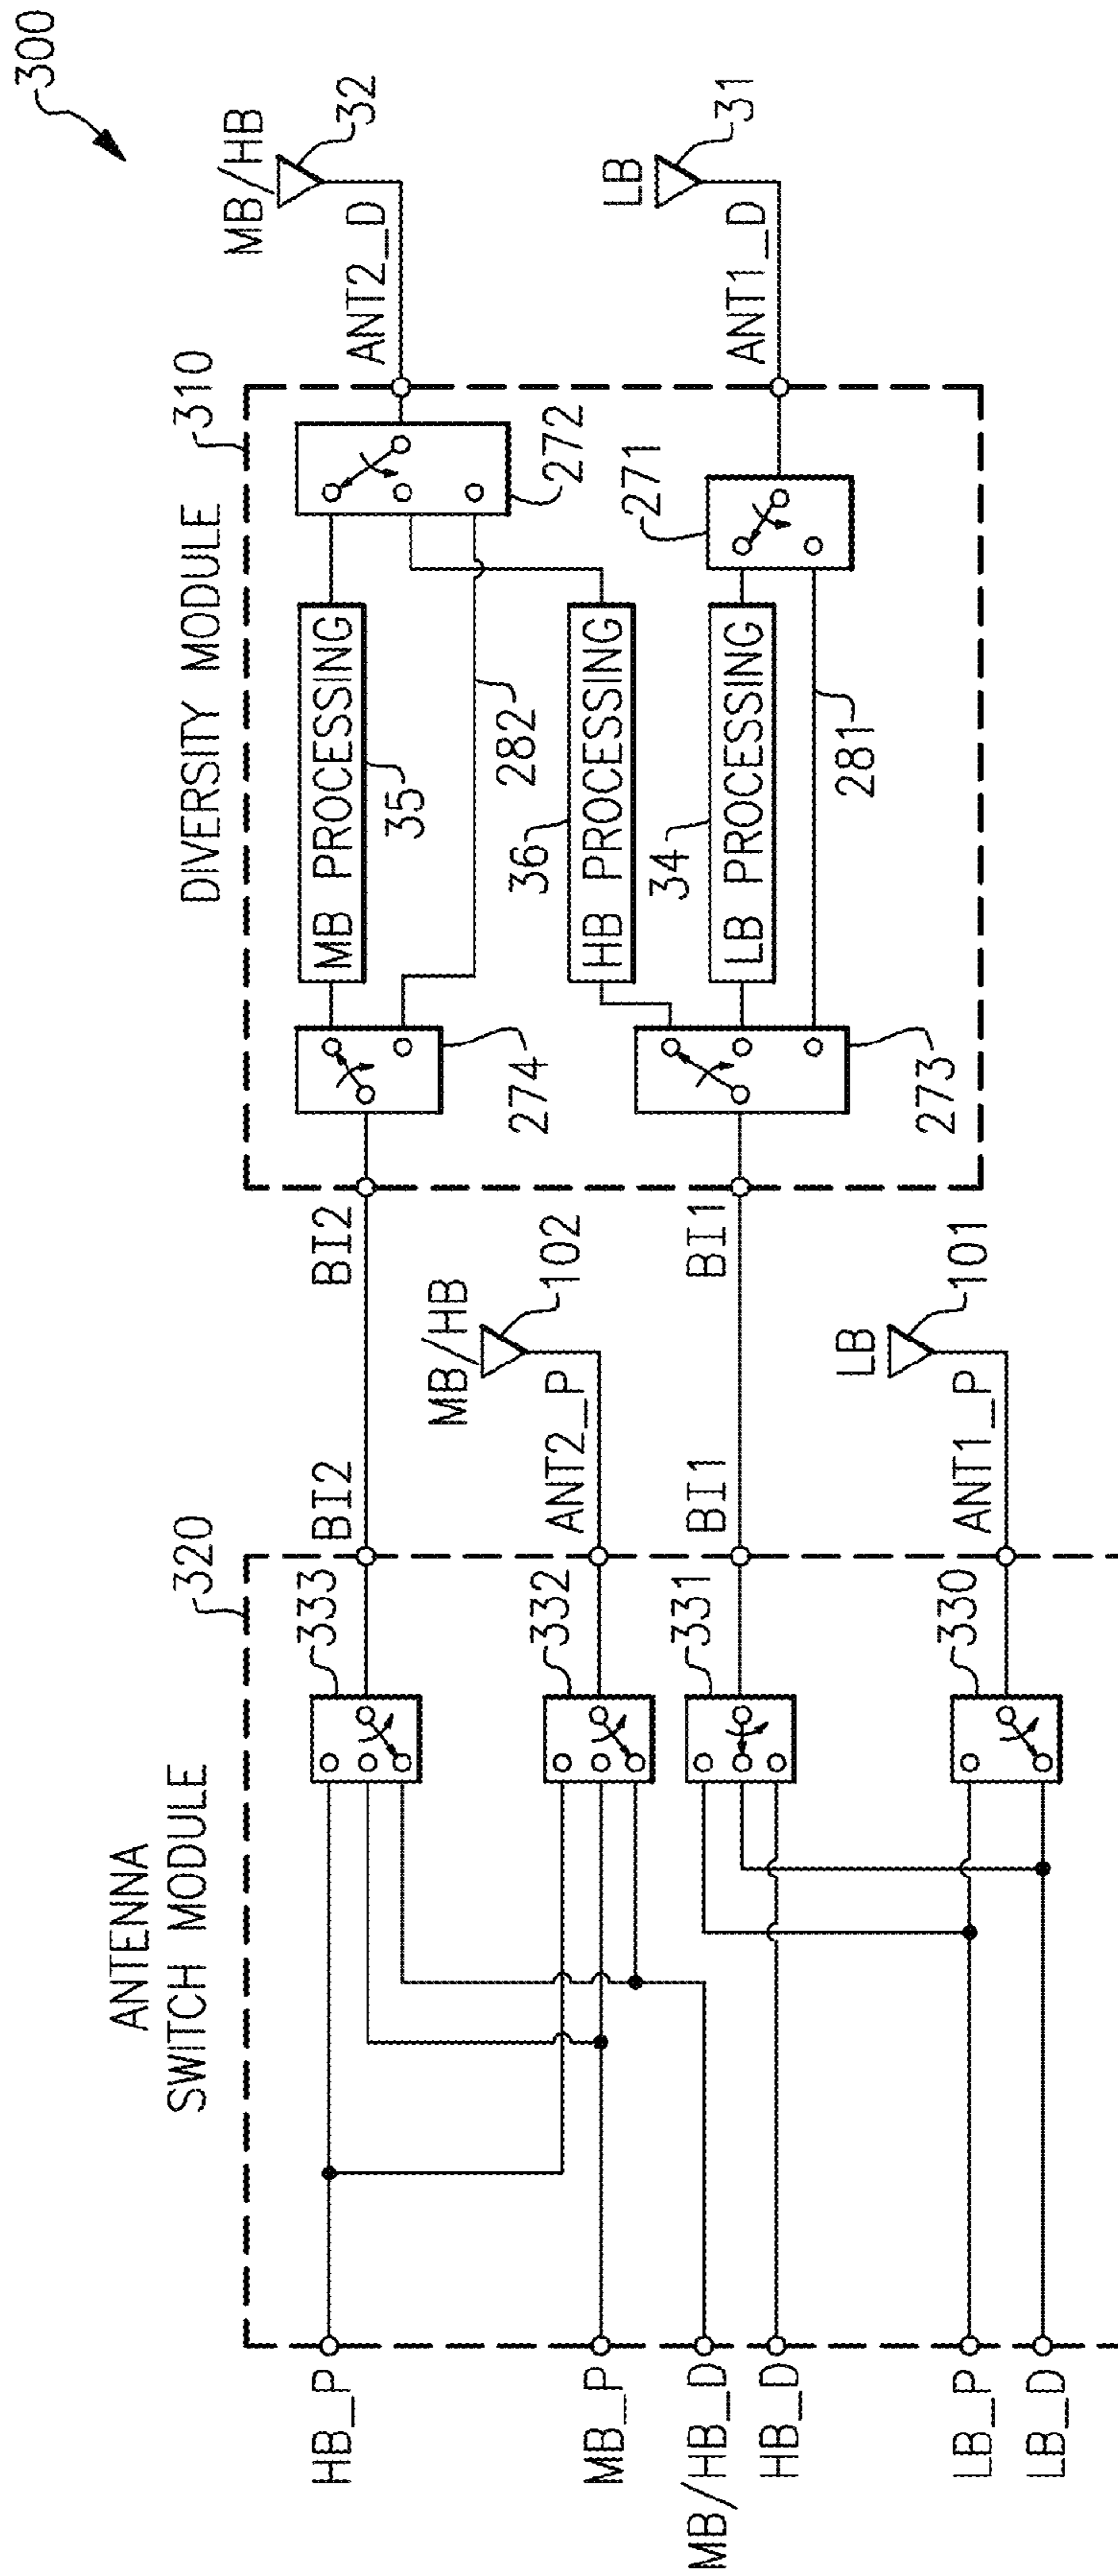 300
ANTENNA
SWITCH MODULE
320
DIVERSITY MODULE
310
HB_P
MB_P
MB/HB_D
HB_D
LB_P
LB_D
333
332
331
330
BI2
ANT2_P
BI1
ANT1_P
MB/HB
102
LB
101
BI2
BI1
274
273
MB PROCESSING
35
282
36
HB PROCESSING
34
LB PROCESSING
281
272
271
ANT2_D
MB/HB
32
ANT1_D
LB
31